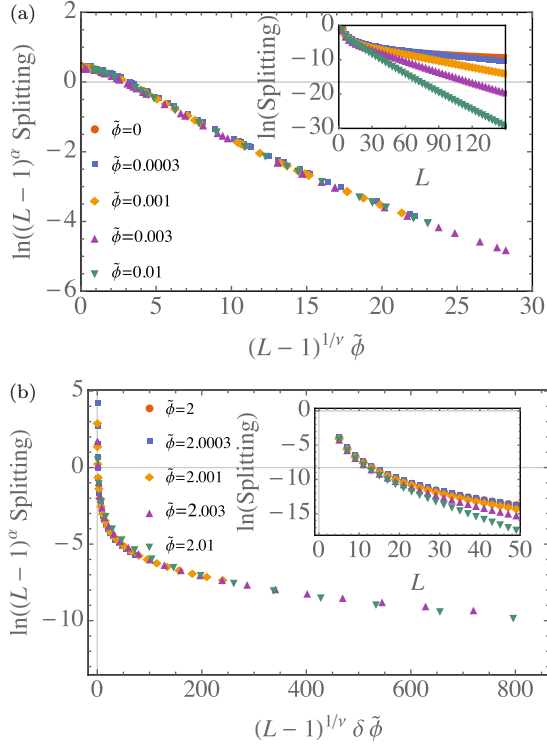 (a)
2
0
−2
−4
−6
ln((L − 1)^α Splitting)
ϕ̃=0
ϕ̃=0.0003
ϕ̃=0.001
ϕ̃=0.003
ϕ̃=0.01
0 5 10 15 20 25 30
(L − 1)^{1/ν} ϕ̃
0
−10
−20
−30
ln(Splitting)
0 30 60 90 120
L
(b)
5
0
−5
−10
ln((L − 1)^α Splitting)
ϕ̃=2
ϕ̃=2.0003
ϕ̃=2.001
ϕ̃=2.003
ϕ̃=2.01
0 200 400 600 800
(L − 1)^{1/ν} δ ϕ̃
0
−5
−10
−15
ln(Splitting)
0 10 20 30 40 50
L